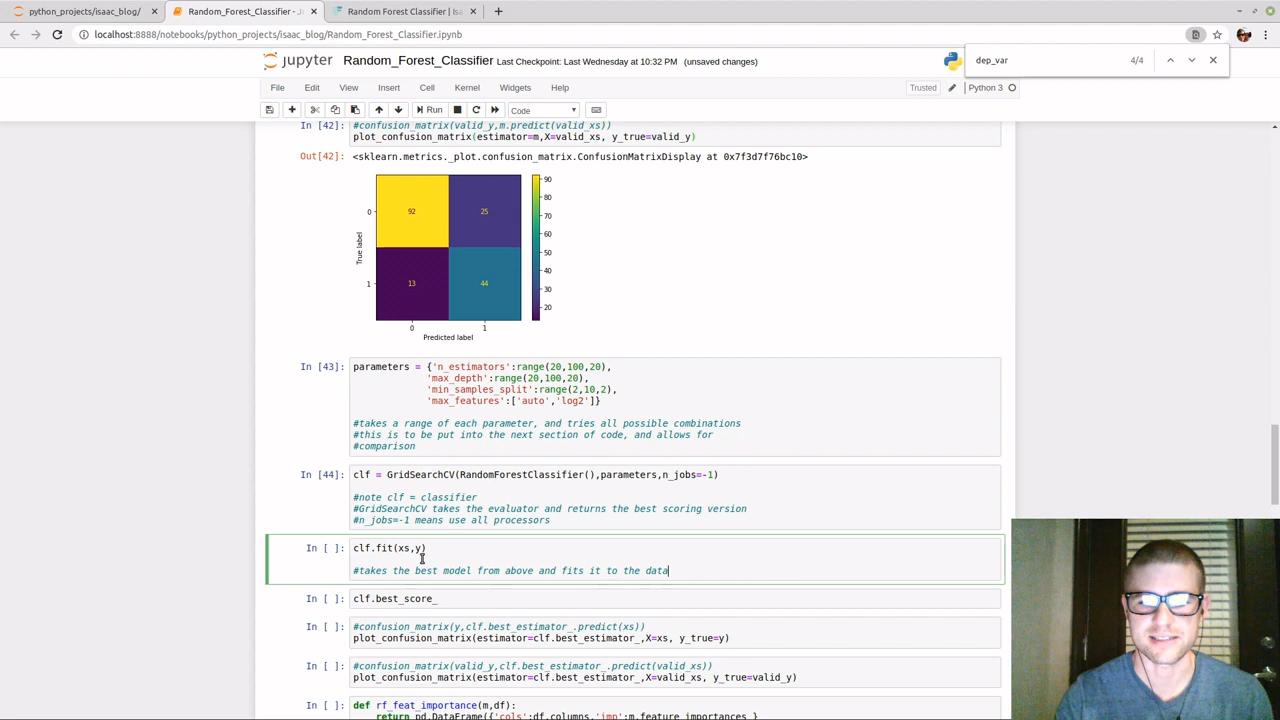 python_projects/isaac_blog/
Random_Forest_Classifier - J
Random Forest Classifier | Isa
localhost:8888/notebooks/python_projects/isaac_blog/Random_Forest_Classifier.ipynb
jupyter Random_Forest_Classifier Last Checkpoint: Last Wednesday at 10:32 PM (unsaved changes)
dep_var 4/4
File Edit View Insert Cell Kernel Widgets Help
Trusted Python 3
Run Code
In [42]: #confusion_matrix(valid_y,m.predict(valid_xs))
plot_confusion_matrix(estimator=m,X=valid_xs, y_true=valid_y)
Out[42]: <sklearn.metrics._plot.confusion_matrix.ConfusionMatrixDisplay at 0x7f3d7f76bc10>
90
80
70
60
50
40
30
20
0 92 25
True label
1 13 44
0 1
Predicted label
In [43]: parameters = {'n_estimators':range(20,100,20),
'max_depth':range(20,100,20),
'min_samples_split':range(2,10,2),
'max_features':['auto','log2']}
#takes a range of each parameter, and tries all possible combinations
#this is to be put into the next section of code, and allows for
#comparison
In [44]: clf = GridSearchCV(RandomForestClassifier(),parameters,n_jobs=-1)
#note clf = classifier
#GridSearchCV takes the evaluator and returns the best scoring version
#n_jobs=-1 means use all processors
In [ ]: clf.fit(xs,y)
#takes the best model from above and fits it to the data
In [ ]: clf.best_score_
In [ ]: #confusion_matrix(y,clf.best_estimator_.predict(xs))
plot_confusion_matrix(estimator=clf.best_estimator_,X=xs, y_true=y)
In [ ]: #confusion_matrix(valid_y,clf.best_estimator_.predict(valid_xs))
plot_confusion_matrix(estimator=clf.best_estimator_,X=valid_xs, y_true=valid_y)
In [ ]: def rf_feat_importance(m,df):
return pd.DataFrame({'cols':df.columns,'imp':m.feature_importances_}